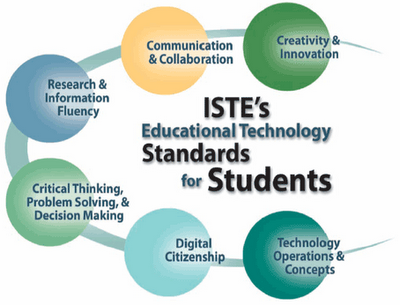 Creativity &
Innovation
Communication
& Collaboration
Research &
Information
Fluency
ISTE's
Educational Technology
Standards
for Students
Critical Thinking,
Problem Solving, &
Decision Making
Digital
Citizenship
Technology
Operations &
Concepts